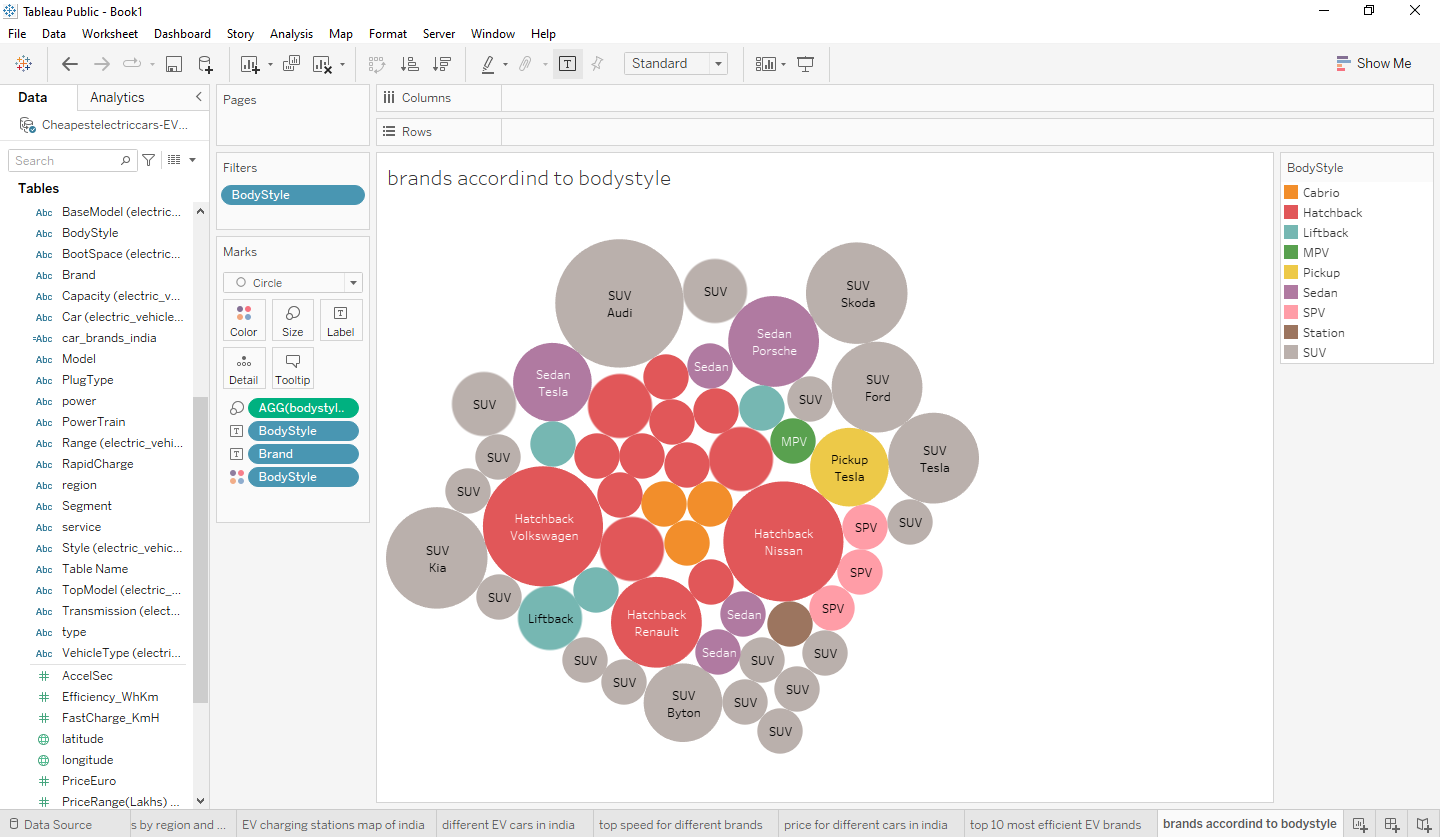 Tableau Public - Book1
File Data Worksheet Dashboard Story Analysis Map Format Server Window Help
Standard
Show Me
Data Analytics
Cheapestelectriccars-EV...
Search
Tables
Abc BaseModel (electric...
Abc BodyStyle
Abc BootSpace (electric...
Abc Brand
Abc Capacity (electric_v...
Abc Car (electric_vehicle...
=Abc car_brands_india
Abc Model
Abc PlugType
Abc power
Abc PowerTrain
Abc Range (electric_vehi...
Abc RapidCharge
Abc region
Abc Segment
Abc service
Abc Style (electric_vehic...
Abc Table Name
Abc TopModel (electric_...
Abc Transmission (elect...
Abc type
Abc VehicleType (electri...
# AccelSec
# Efficiency_WhKm
# FastCharge_KmH
latitude
longitude
# PriceEuro
# PriceRange(Lakhs) ...
Pages
Filters
BodyStyle
Marks
Circle
Color Size Label
Detail Tooltip
AGG(bodystyl..
BodyStyle
Brand
BodyStyle
Columns
Rows
brands accordind to bodystyle
SUV
Audi
SUV
SUV
Skoda
Sedan
Porsche
Sedan
Sedan
Tesla
SUV
SUV
SUV
Ford
MPV
SUV
SUV
Tesla
Pickup
Tesla
SUV
Hatchback
Volkswagen
Hatchback
Nissan
SPV
SUV
SUV
Kia
SPV
SUV
Liftback
Hatchback
Renault
Sedan
SPV
SUV
Sedan
SUV
SUV
SUV
SUV
Byton
SUV
SUV
SUV
BodyStyle
Cabrio
Hatchback
Liftback
MPV
Pickup
Sedan
SPV
Station
SUV
Data Source
s by region and ...
EV charging stations map of india
different EV cars in india
top speed for different brands
price for different cars in india
top 10 most efficient EV brands
brands accordind to bodystyle